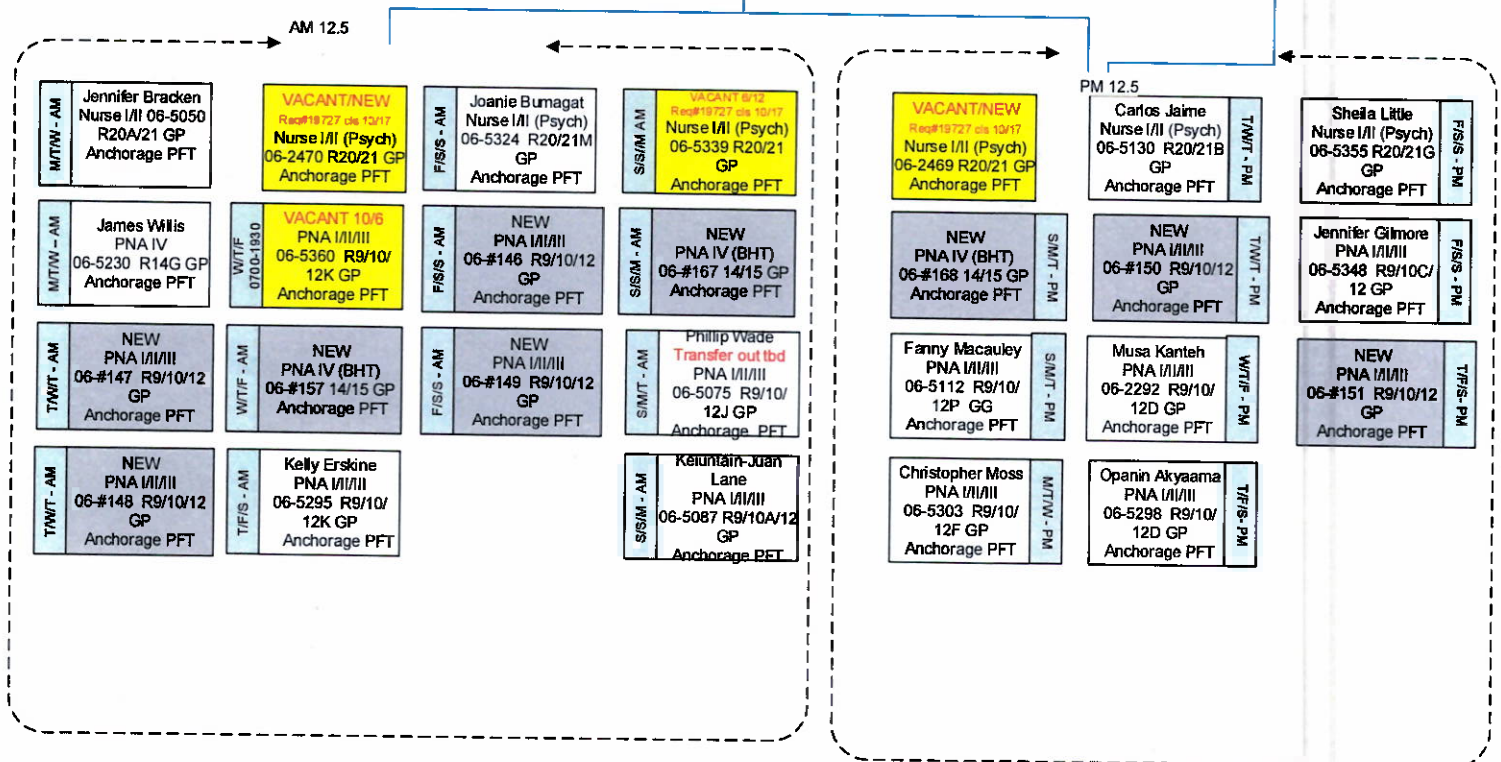 AM 12.5
M/T/W - AM
Jennifer Bracken
Nurse I/II 06-5050
R20A/21 GP
Anchorage PFT
VACANT/NEW
Req#19727 cls 10/17
Nurse I/II (Psych)
06-2470 R20/21 GP
Anchorage PFT
F/S/S - AM
Joanie Bumagat
Nurse I/II (Psych)
06-5324 R20/21M
GP
Anchorage PFT
S/S/M AM
VACANT 6/12
Req#19727 cls 10/17
Nurse I/II (Psych)
06-5339 R20/21
GP
Anchorage PFT
M/T/W - AM
James Willis
PNA IV
06-5230 R14G GP
Anchorage PFT
W/T/F
0700-1930
VACANT 10/6
PNA I/II/III
06-5360 R9/10/
12K GP
Anchorage PFT
F/S/S - AM
NEW
PNA I/II/III
06-#146 R9/10/12
GP
Anchorage PFT
S/S/M - AM
NEW
PNA IV (BHT)
06-#167 14/15 GP
Anchorage PFT
T/W/T - AM
NEW
PNA I/II/III
06-#147 R9/10/12
GP
Anchorage PFT
W/T/F - AM
NEW
PNA IV (BHT)
06-#157 14/15 GP
Anchorage PFT
F/S/S - AM
NEW
PNA I/II/III
06-#149 R9/10/12
GP
Anchorage PFT
S/M/T - AM
Phillip Wade
Transfer out tbd
PNA I/II/III
06-5075 R9/10/
12J GP
Anchorage PFT
T/W/T - AM
NEW
PNA I/II/III
06-#148 R9/10/12
GP
Anchorage PFT
T/F/S - AM
Kelly Erskine
PNA I/II/III
06-5295 R9/10/
12K GP
Anchorage PFT
S/S/M - AM
Keiuntain-Juan
Lane
PNA I/II/III
06-5087 R9/10A/12
GP
Anchorage PFT
PM 12.5
VACANT/NEW
Req#19727 cls 10/17
Nurse I/II (Psych)
06-2469 R20/21 GP
Anchorage PFT
Carlos Jaime
Nurse I/II (Psych)
06-5130 R20/21B
GP
Anchorage PFT
T/W/T - PM
Sheila Little
Nurse I/II (Psych)
06-5355 R20/21G
GP
Anchorage PFT
F/S/S - PM
NEW
PNA IV (BHT)
06-#168 14/15 GP
Anchorage PFT
S/M/T - PM
NEW
PNA I/II/III
06-#150 R9/10/12
GP
Anchorage PFT
T/W/T - PM
Jennifer Gilmore
PNA I/II/III
06-5348 R9/10C/
12 GP
Anchorage PFT
F/S/S - PM
Fanny Macauley
PNA I/II/III
06-5112 R9/10/
12P GG
Anchorage PFT
S/M/T - PM
Musa Kanteh
PNA I/II/III
06-2292 R9/10/
12D GP
Anchorage PFT
W/T/F - PM
NEW
PNA I/II/III
06-#151 R9/10/12
GP
Anchorage PFT
T/F/S- PM
Christopher Moss
PNA I/II/III
06-5303 R9/10/
12F GP
Anchorage PFT
M/T/W - PM
Opanin Akyaama
PNA I/II/III
06-5298 R9/10/
12D GP
Anchorage PFT
T/F/S- PM